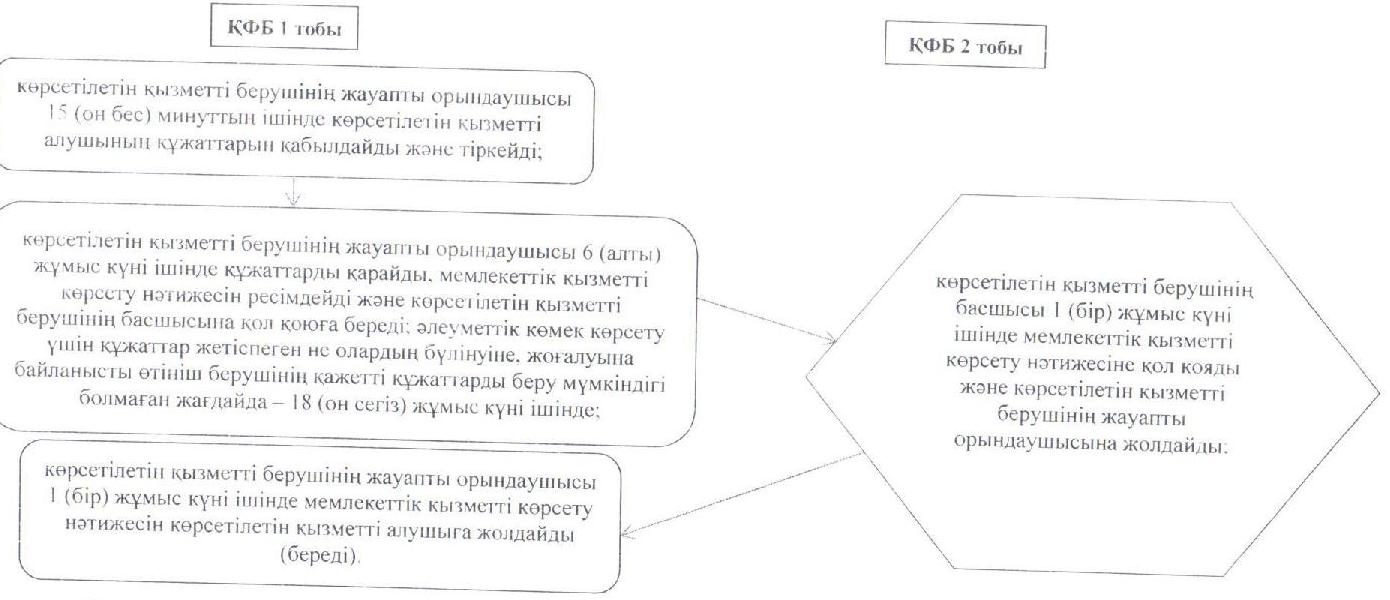 ҚФБ 1 тобы
ҚФБ 2 тобы
көрсетілетін қызметті берушінің жауапты орындаушысы
15 (он бес) минуттың ішінде көрсетілетін қызметті
алушының құжаттарын қабылдайды және тіркейді;
көрсетілетін қызметті берушінің жауапты орындаушысы 6 (алты)
жұмыс күні ішінде құжаттарды қарайды, мемлекеттік қызметті
көрсету нәтижесін ресімдейді және көрсетілетін қызметті
берушінің басшысына қол қоюға береді; әлеуметтік көмек көрсету
үшін құжаттар жетіспеген не олардың бүлінуіне, жоғалуына
байланысты өтініш берушінің қажетті құжаттарды беру мүмкіндігі
болмаған жағдайда – 18 (он сегіз) жұмыс күні ішінде;
көрсетілетін қызметті берушінің
басшысы 1 (бір) жұмыс күні
ішінде мемлекеттік қызметті
көрсету нәтижесіне қол қояды
және көрсетілетін қызметті
берушінің жауапты
орындаушысына жолдайды;
көрсетілетін қызметті берушінің жауапты орындаушысы
1 (бір) жұмыс күні ішінде мемлекеттік қызметті көрсету
нәтижесін көрсетілетін қызметті алушыға жолдайды
(береді).